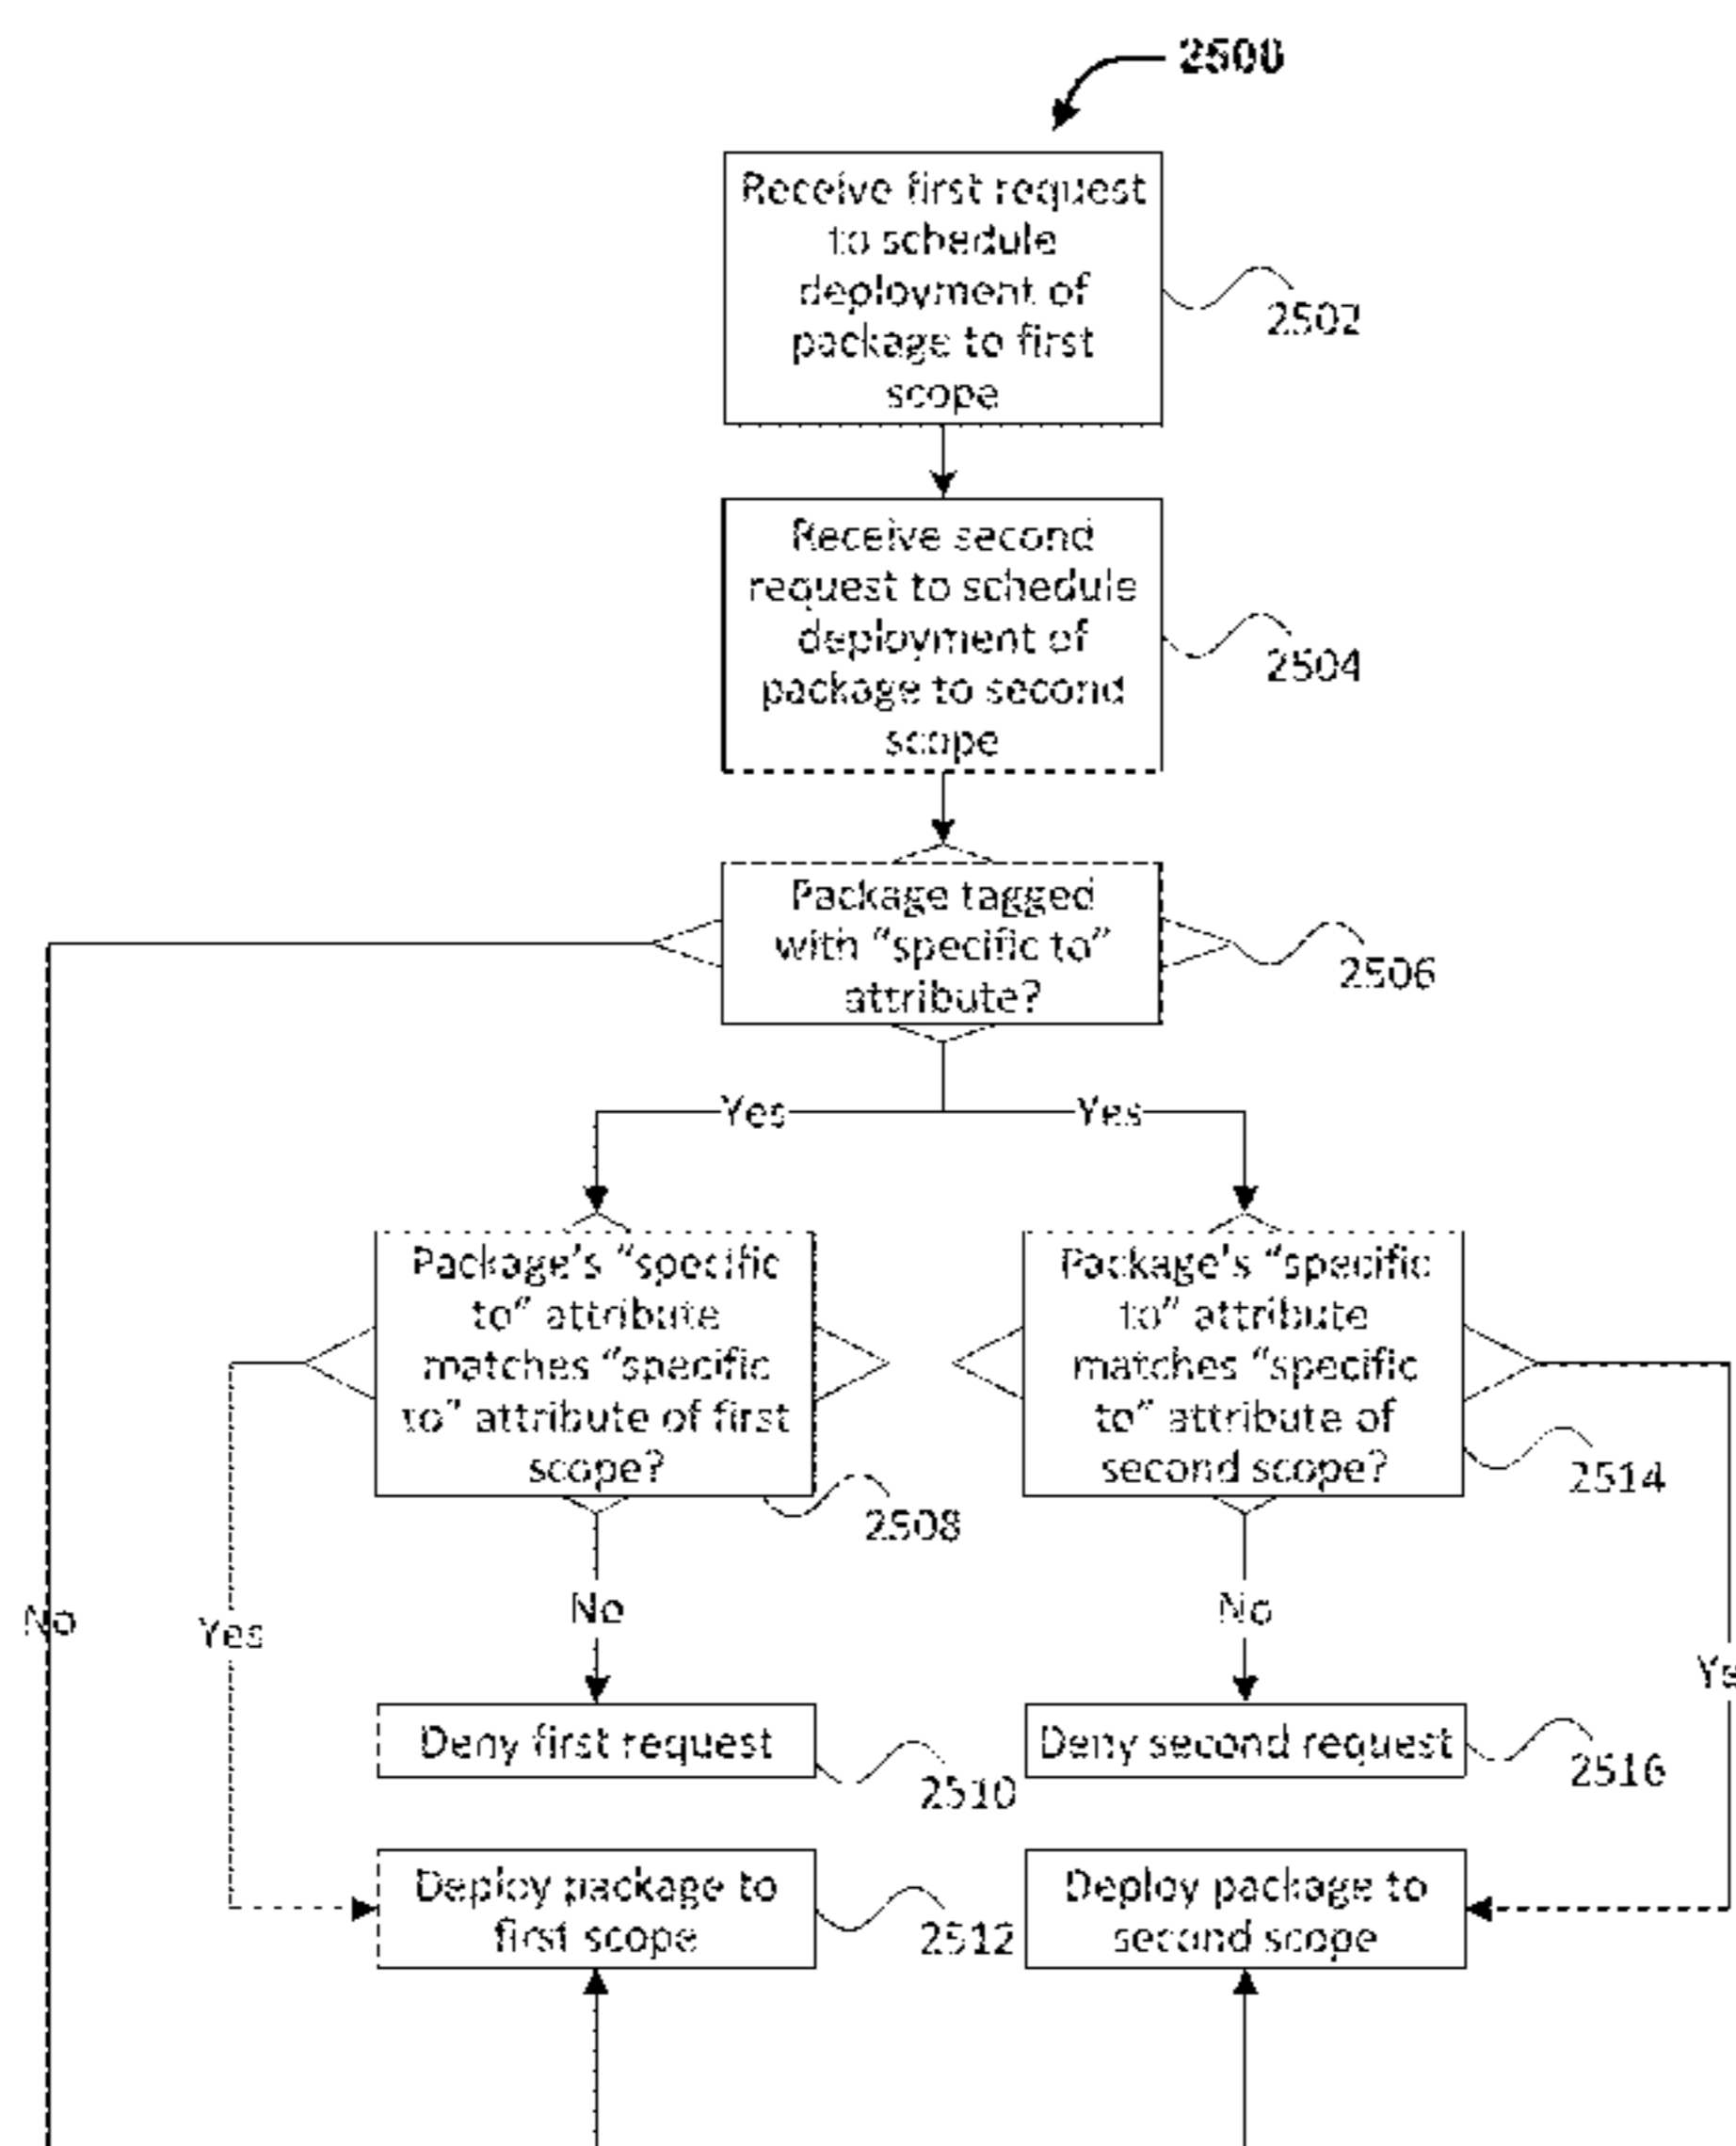 2500
Receive first request
to schedule
deployment of
package to first
scope
2502
Receive second
request to schedule
deployment of
package to second
scope
2504
Package tagged
with “specific to”
attribute?
2506
Yes
Yes
Package's “specific
to” attribute
matches “specific
to” attribute of first
scope?
2508
Package's “specific
to” attribute
matches “specific
to” attribute of
second scope?
2514
No
Yes
No
No
Deny first request
2510
Deny second request
2516
Deploy package to
first scope
2512
Deploy package to
second scope